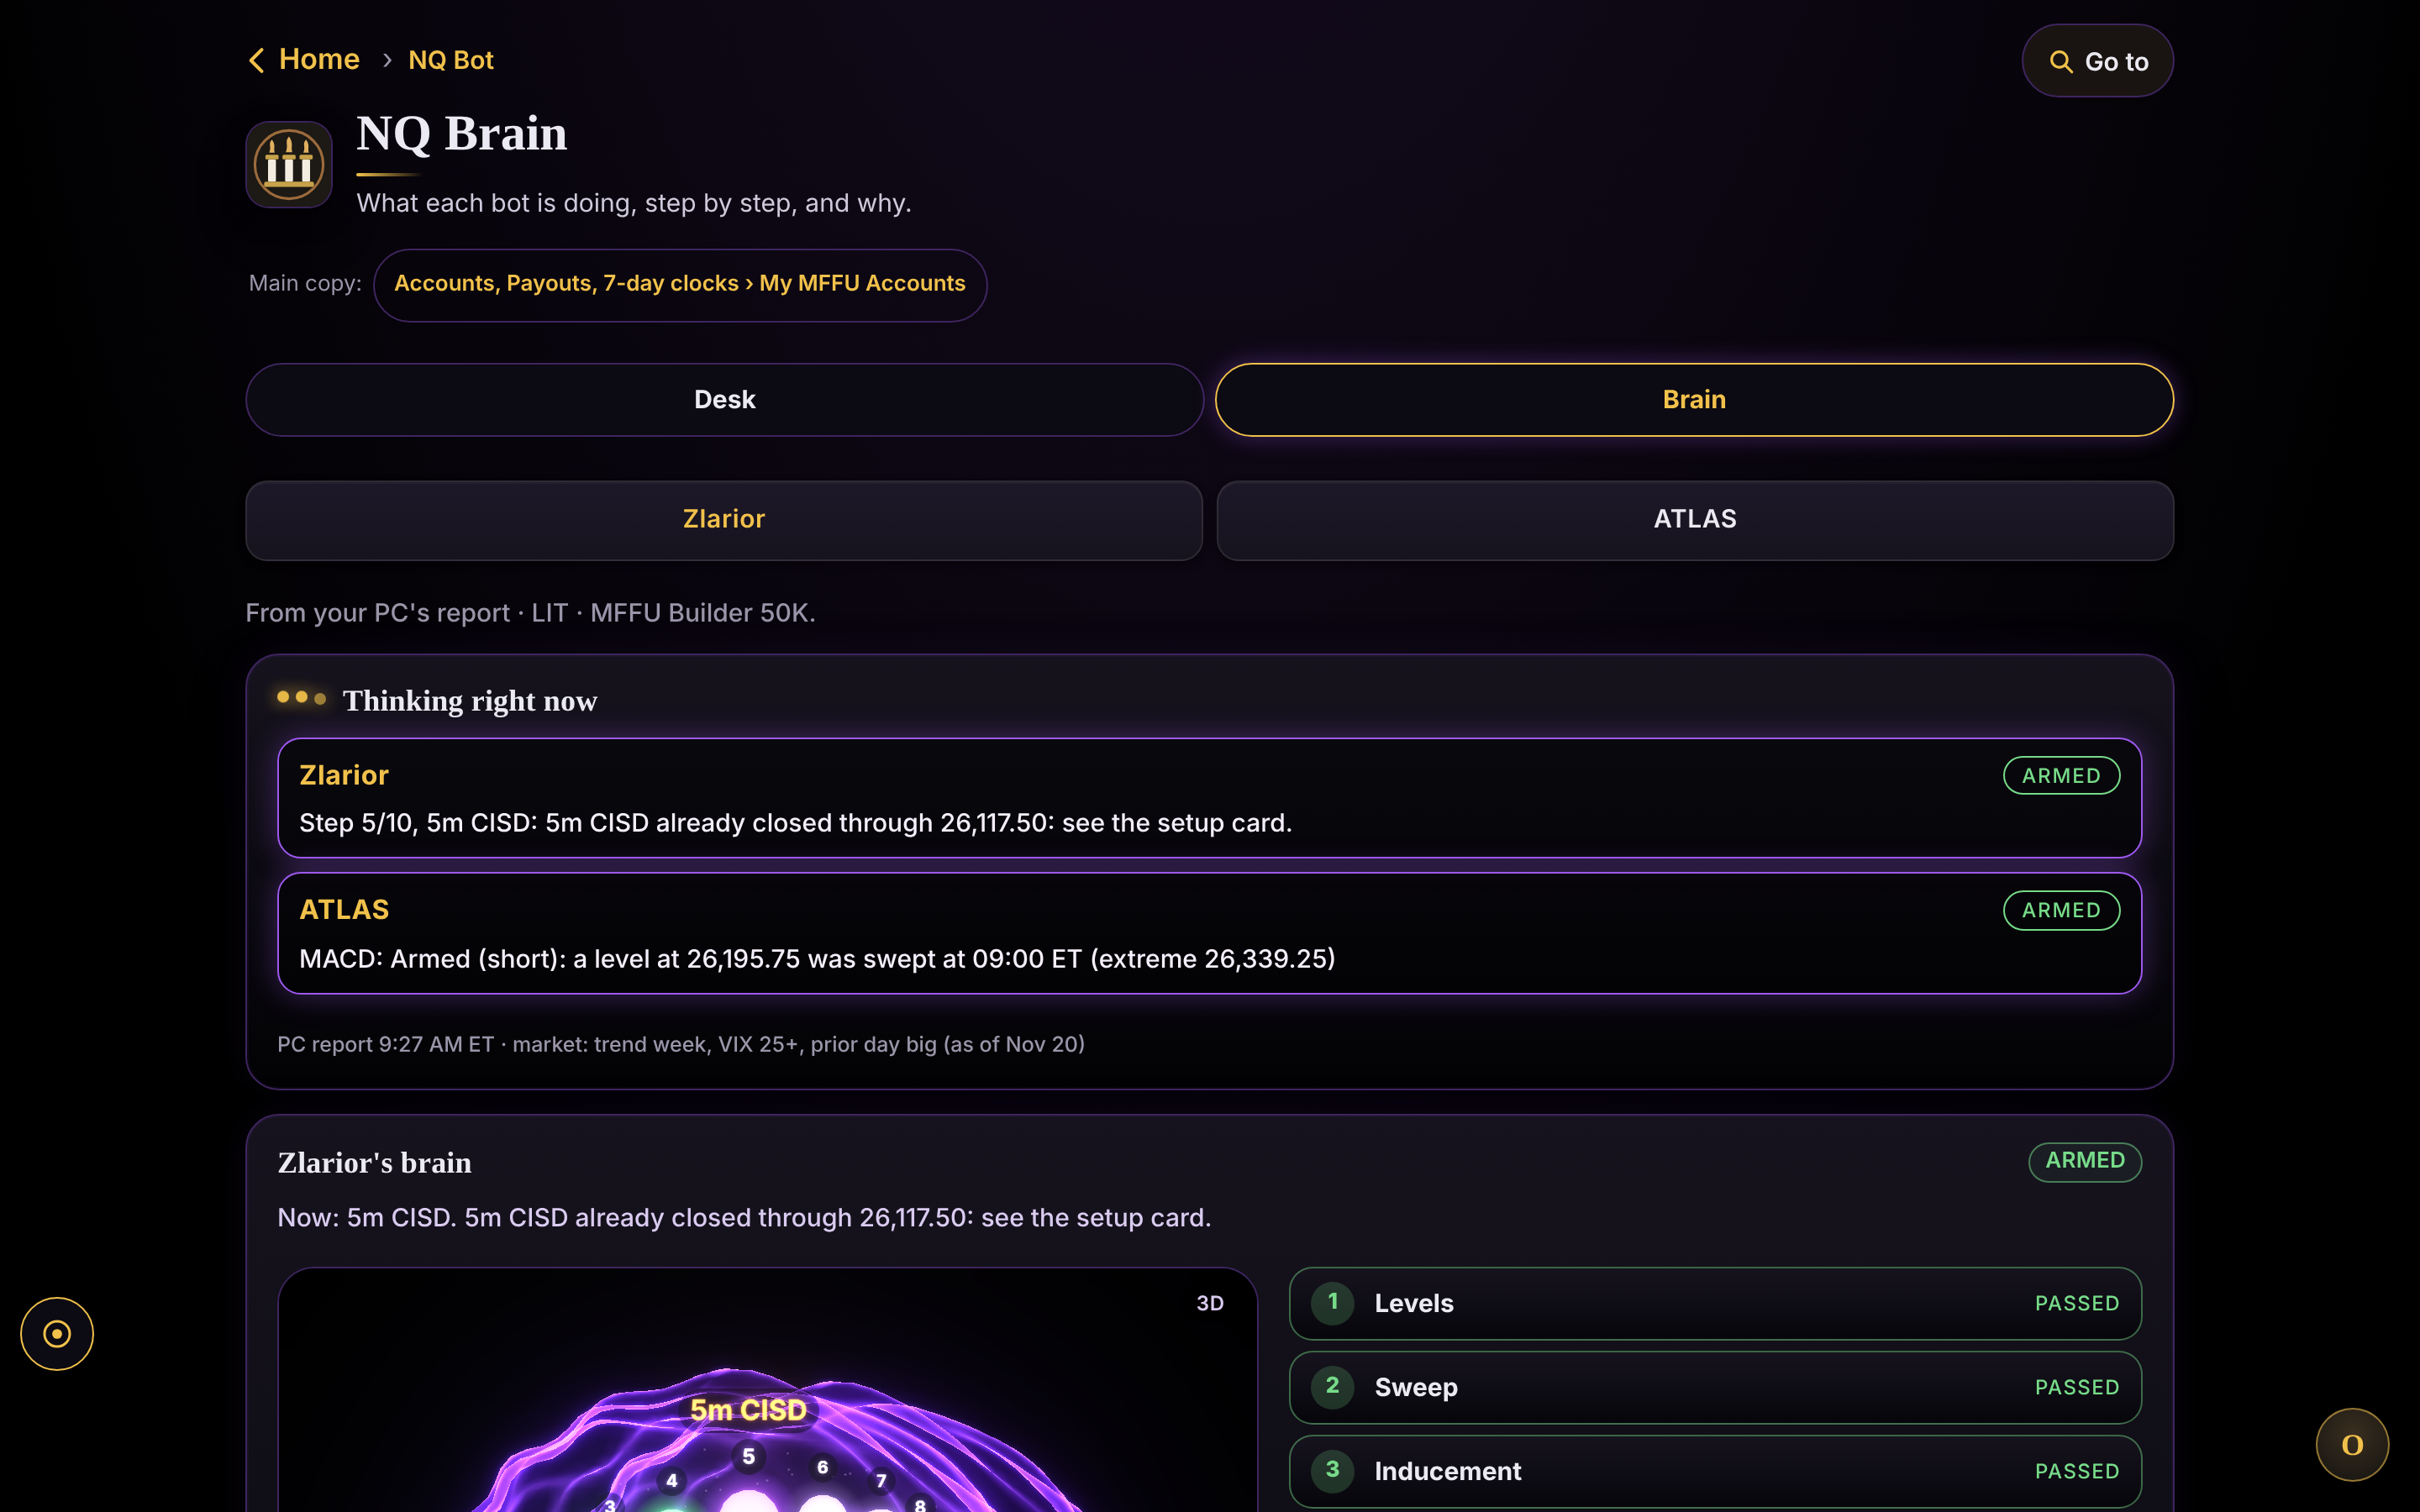 Home › NQ Bot
Go to
NQ Brain
What each bot is doing, step by step, and why.
Main copy: Accounts, Payouts, 7-day clocks › My MFFU Accounts
Desk
Brain
Zlarior
ATLAS
From your PC's report · LIT · MFFU Builder 50K.
Thinking right now
Zlarior
ARMED
Step 5/10, 5m CISD: 5m CISD already closed through 26,117.50: see the setup card.
ATLAS
ARMED
MACD: Armed (short): a level at 26,195.75 was swept at 09:00 ET (extreme 26,339.25)
PC report 9:27 AM ET · market: trend week, VIX 25+, prior day big (as of Nov 20)
Zlarior's brain
ARMED
Now: 5m CISD. 5m CISD already closed through 26,117.50: see the setup card.
3D
5m CISD
5
6
4
7
3
8
1 Levels PASSED
2 Sweep PASSED
3 Inducement PASSED
O